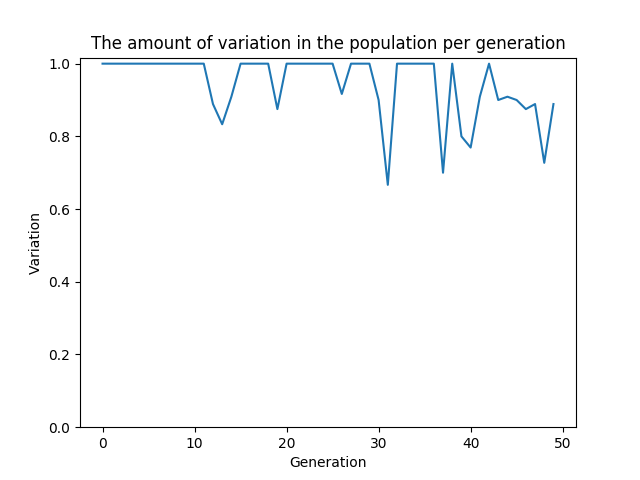 The amount of variation in the population per generation
1.0
0.8
0.6
0.4
0.2
0.0
Variation
0 10 20 30 40 50
Generation